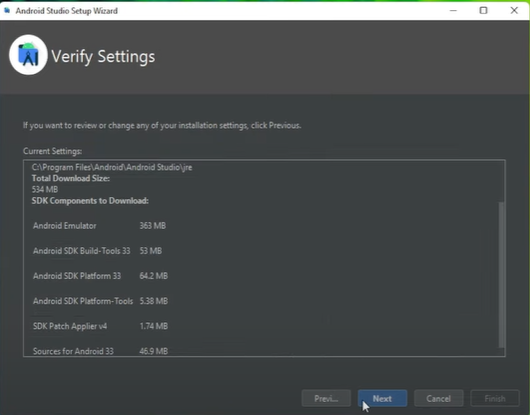 Android Studio Setup Wizard
Verify Settings
If you want to review or change any of your installation settings, click Previous.
Current Settings:
C:\Program Files\Android\Android Studio\jre
Total Download Size:
534 MB
SDK Components to Download:
Android Emulator 363 MB
Android SDK Build-Tools 33 53 MB
Android SDK Platform 33 64.2 MB
Android SDK Platform-Tools 5.38 MB
SDK Patch Applier v4 1.74 MB
Sources for Android 33 46.9 MB
Previ... Next Cancel Finish